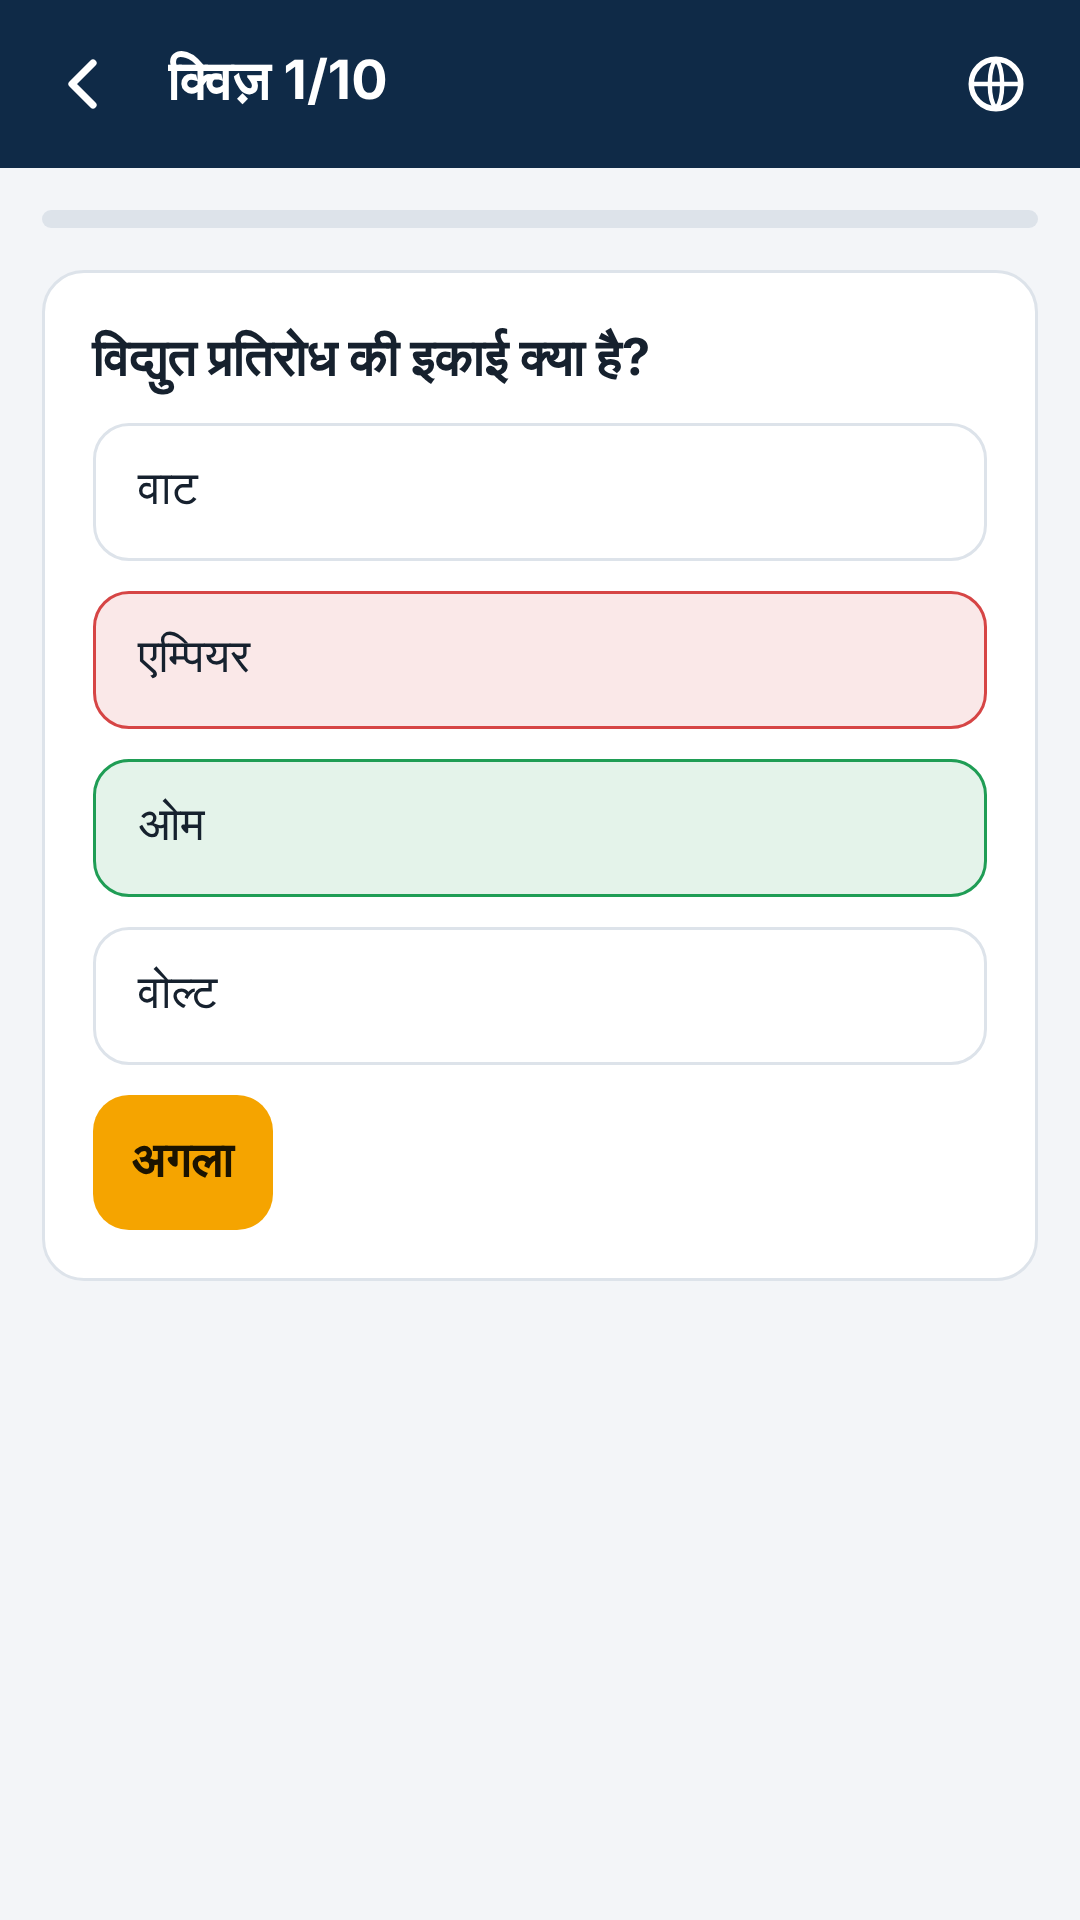 क्विज़ 1/10
विद्युत प्रतिरोध की इकाई क्या है?
वाट
एम्पियर
ओम
वोल्ट
अगला